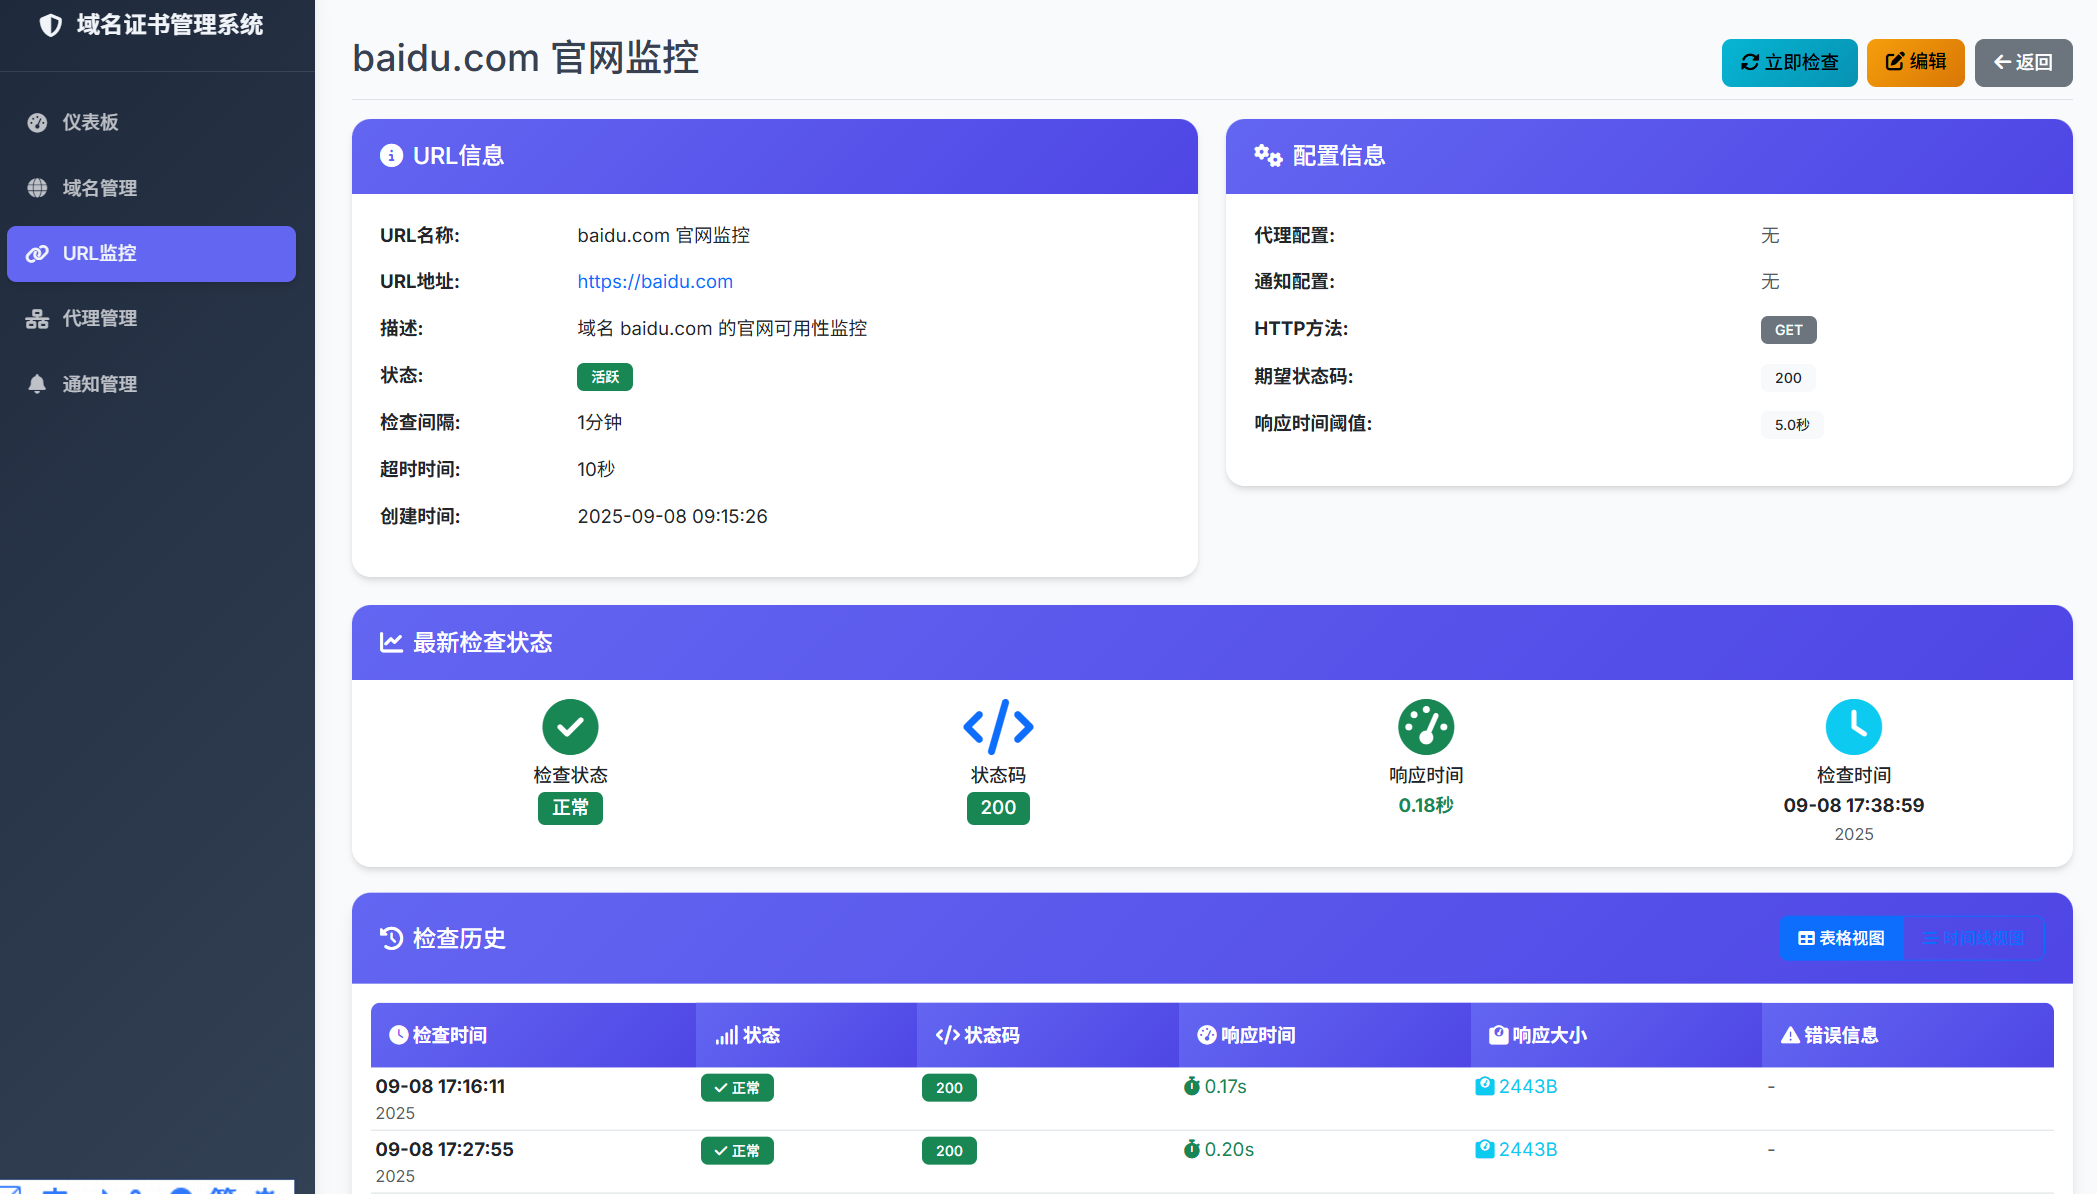 域名证书管理系统
仪表板
域名管理
URL监控
代理管理
通知管理
baidu.com 官网监控
立即检查
编辑
返回
URL信息
URL名称: baidu.com 官网监控
URL地址: https://baidu.com
描述: 域名 baidu.com 的官网可用性监控
状态: 活跃
检查间隔: 1分钟
超时时间: 10秒
创建时间: 2025-09-08 09:15:26
配置信息
代理配置: 无
通知配置: 无
HTTP方法: GET
期望状态码: 200
响应时间阈值: 5.0秒
最新检查状态
检查状态
正常
状态码
200
响应时间
0.18秒
检查时间
09-08 17:38:59
2025
检查历史
表格视图
时间线视图
检查时间 状态 状态码 响应时间 响应大小 错误信息
09-08 17:16:11 正常 200 0.17s 2443B -
2025
09-08 17:27:55 正常 200 0.20s 2443B -
2025